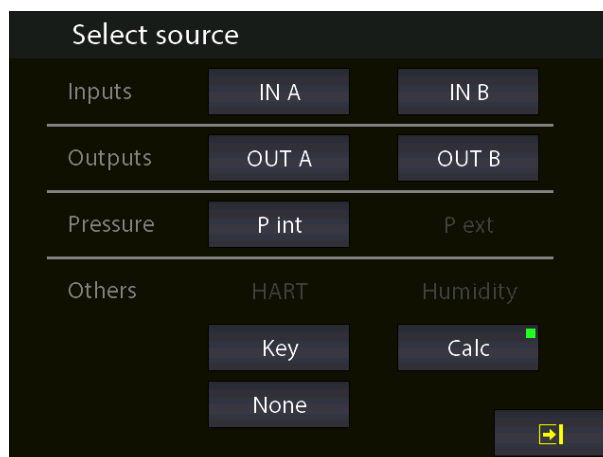 Select source
Inputs IN A IN B
Outputs OUT A OUT B
Pressure P int P ext
Others HART Humidity
Key Calc
None